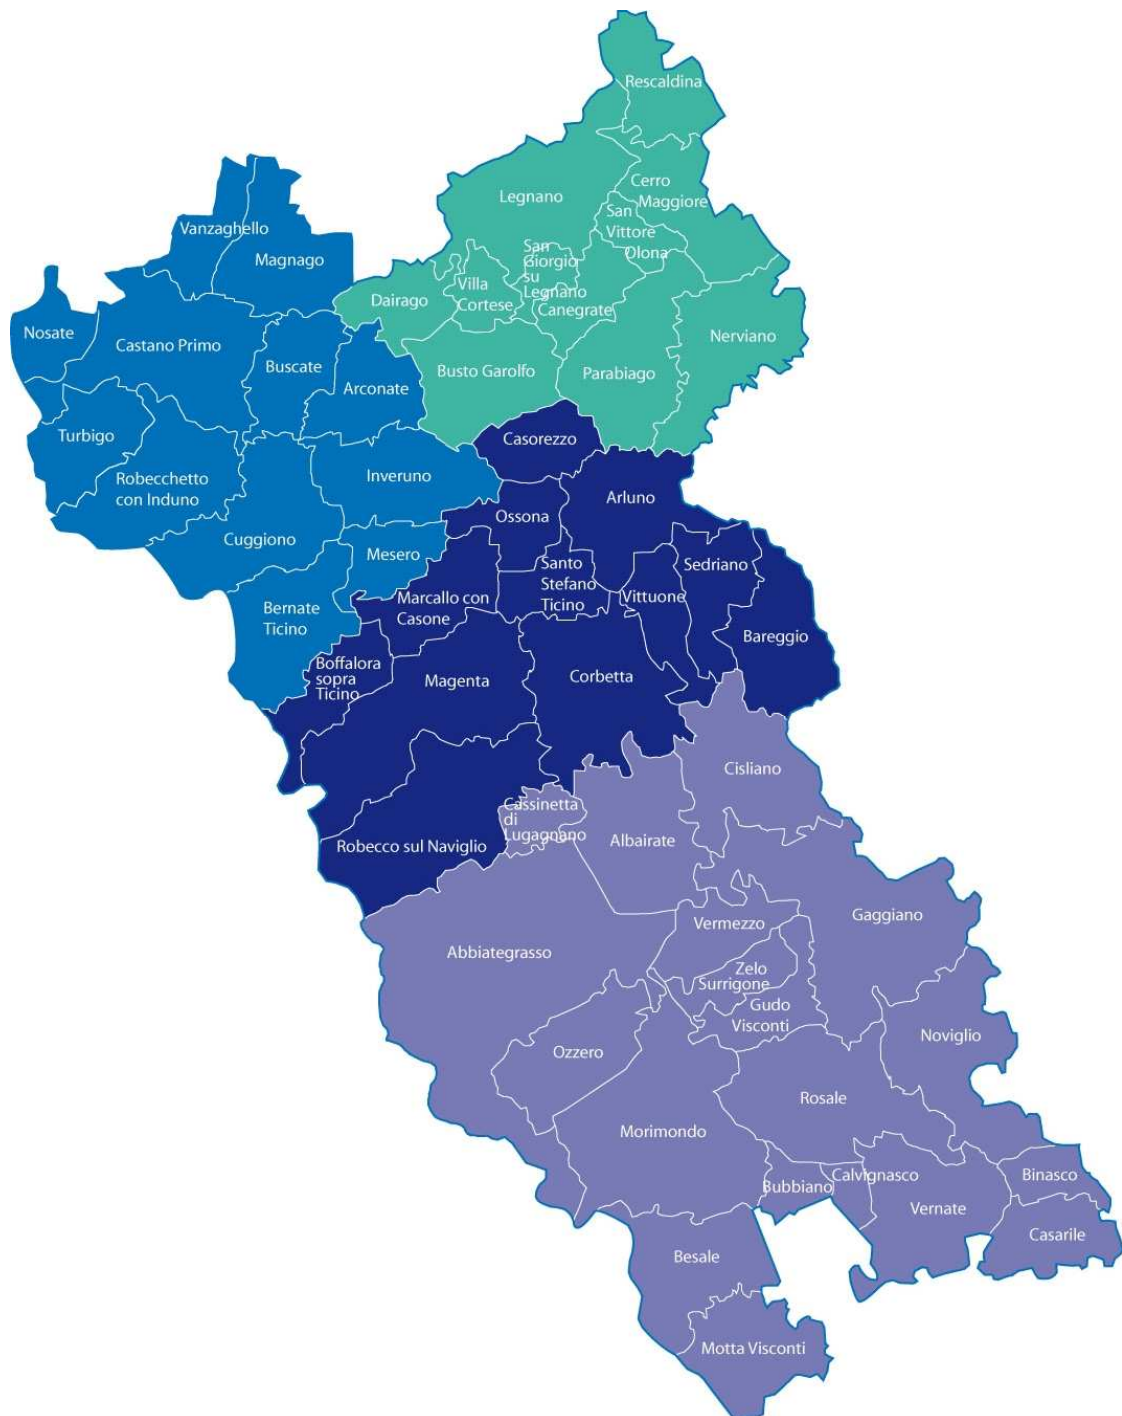 Rescaldina
Cerro
Maggiore
Legnano
San
Vittore
Olona
San
Giorgio
su
Legnano
Canegrate
Villa
Cortese
Dairago
Busto Garolfo
Parabiago
Nerviano
Vanzaghello
Magnago
Nosate
Castano Primo
Buscate
Arconate
Turbigo
Robecchetto
con Induno
Inveruno
Cuggiono
Mesero
Bernate
Ticino
Casorezzo
Arluno
Ossona
Santo
Stefano
Ticino
Vittuone
Sedriano
Bareggio
Marcallo con
Casone
Boffalora
sopra
Ticino
Magenta
Corbetta
Robecco sul Naviglio
Cisliano
Cassinetta
di
Lugagnano
Albairate
Gaggiano
Vermezzo
Abbiategrasso
Zelo
Surrigone
Gudo
Visconti
Ozzero
Noviglio
Rosale
Morimondo
Bubbiano
Calvignasco
Binasco
Vernate
Casarile
Besale
Motta Visconti